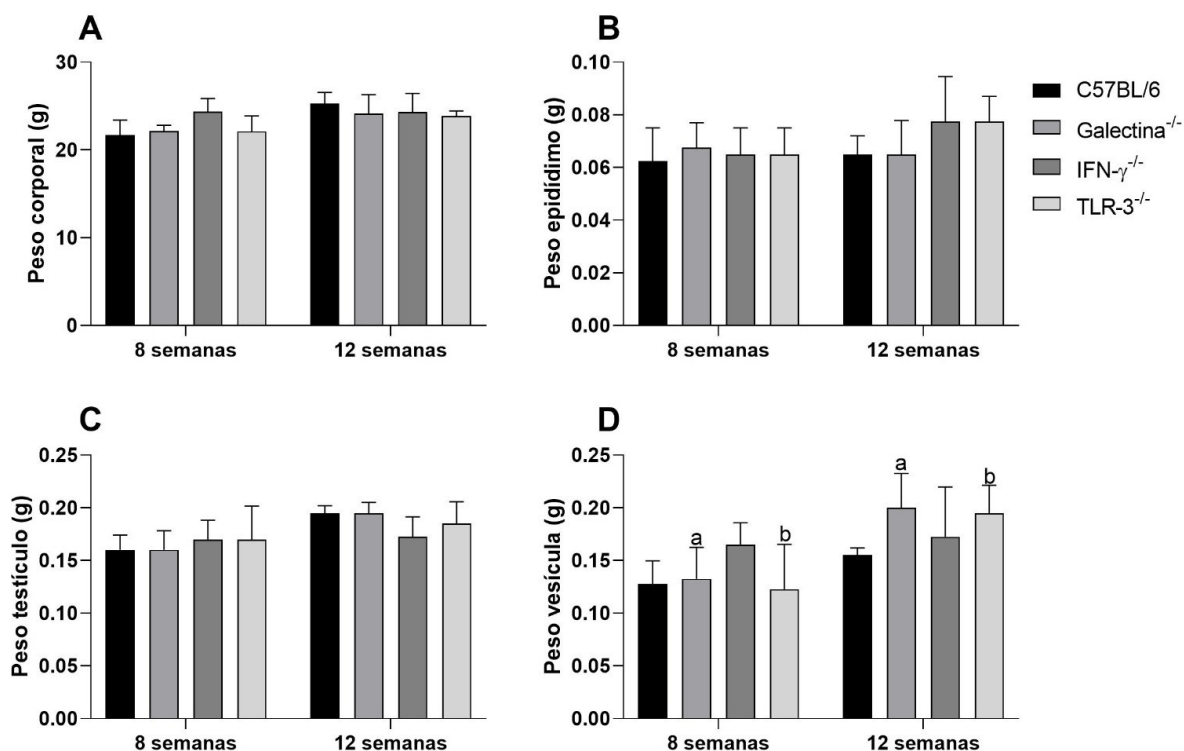 A
Peso corporal (g)
30
20
10
0
8 semanas
12 semanas
B
Peso epidídimo (g)
0.10
0.08
0.06
0.04
0.02
0.00
8 semanas
12 semanas
C57BL/6
Galectina-/-
IFN-γ-/-
TLR-3-/-
C
Peso testículo (g)
0.25
0.20
0.15
0.10
0.05
0.00
8 semanas
12 semanas
D
Peso vesícula (g)
0.25
0.20
0.15
0.10
0.05
0.00
a
b
a
b
8 semanas
12 semanas